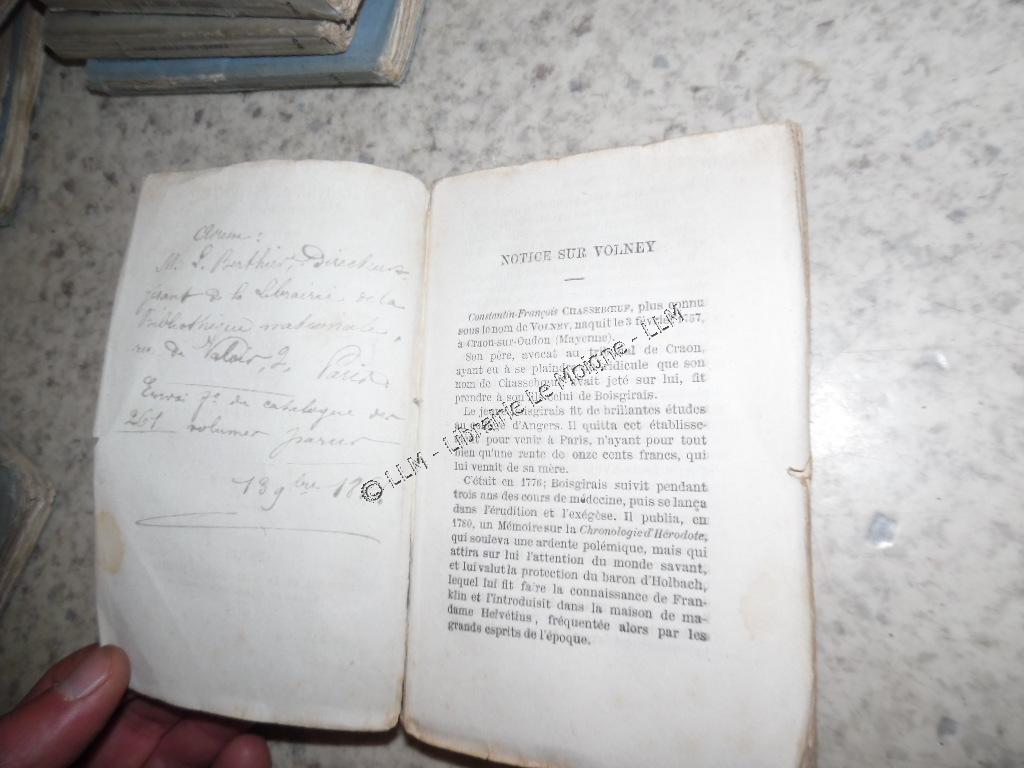 M. L. Berthier, Directeur
gérant de la Librairie de la
Bibliothèque nationale,
rue de Valois, 2, Paris
Envoi du catalogue des
261 volumes parus
13 9bre
NOTICE SUR VOLNEY
Constantin-François CHASSEBŒUF, plus connu
sous le nom de VOLNEY, naquit le 3 février 1757,
à Craon-sur-Oudon (Mayenne).
Son père, avocat au tribunal de Craon,
ayant eu à se plaindre ridicule que son
nom de Chassebœuf avait jeté sur lui, fit
prendre à son fils celui de Boisgirais.
Le jeune Boisgirais fit de brillantes études
au collège d'Angers. Il quitta cet établisse-
ment pour venir à Paris, n'ayant pour tout
bien qu'une rente de onze cents francs, qui
lui venait de sa mère.
C'était en 1776; Boisgirais suivit pendant
trois ans des cours de médecine, puis se lança
dans l'érudition et l'exégèse. Il publia, en
1780, un Mémoire sur la Chronologie d'Hérodote,
qui souleva une ardente polémique, mais qui
attira sur lui l'attention du monde savant,
et lui valut la protection du baron d'Holbach,
lequel lui fit faire la connaissance de Fran-
klin et l'introduisit dans la maison de ma-
dame Helvétius, fréquentée alors par les
grands esprits de l'époque.
© LLM - Librairie Le Moigne - LLM